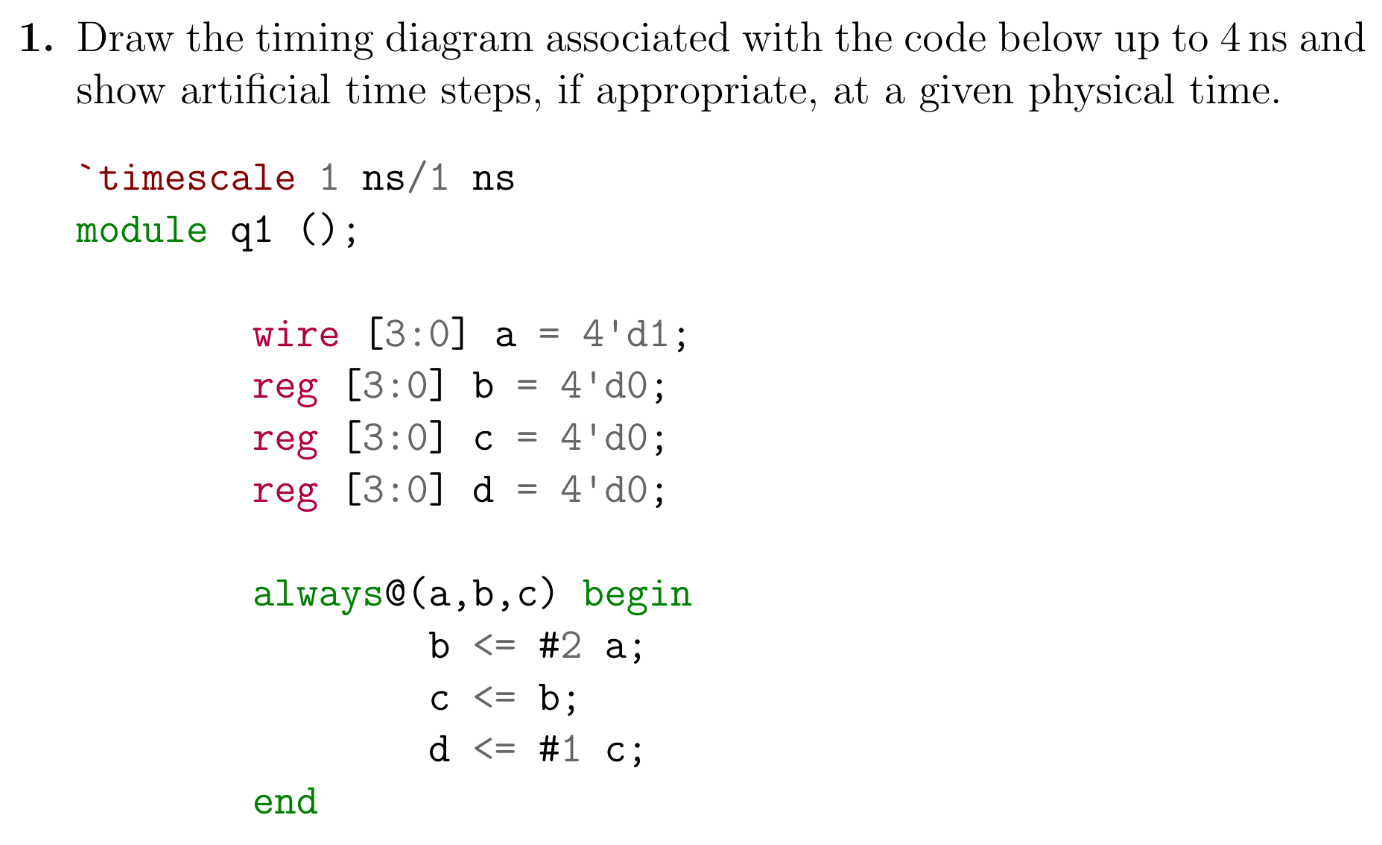 1. Draw the timing diagram associated with the code below up to 4 ns and
show artificial time steps, if appropriate, at a given physical time.
`timescale 1 ns/1 ns
module q1 ();
wire [3:0] a = 4'd1;
reg [3:0] b = 4'd0;
reg [3:0] c = 4'd0;
reg [3:0] d = 4'd0;
always@(a,b,c) begin
b <= #2 a;
c <= b;
d <= #1 c;
end